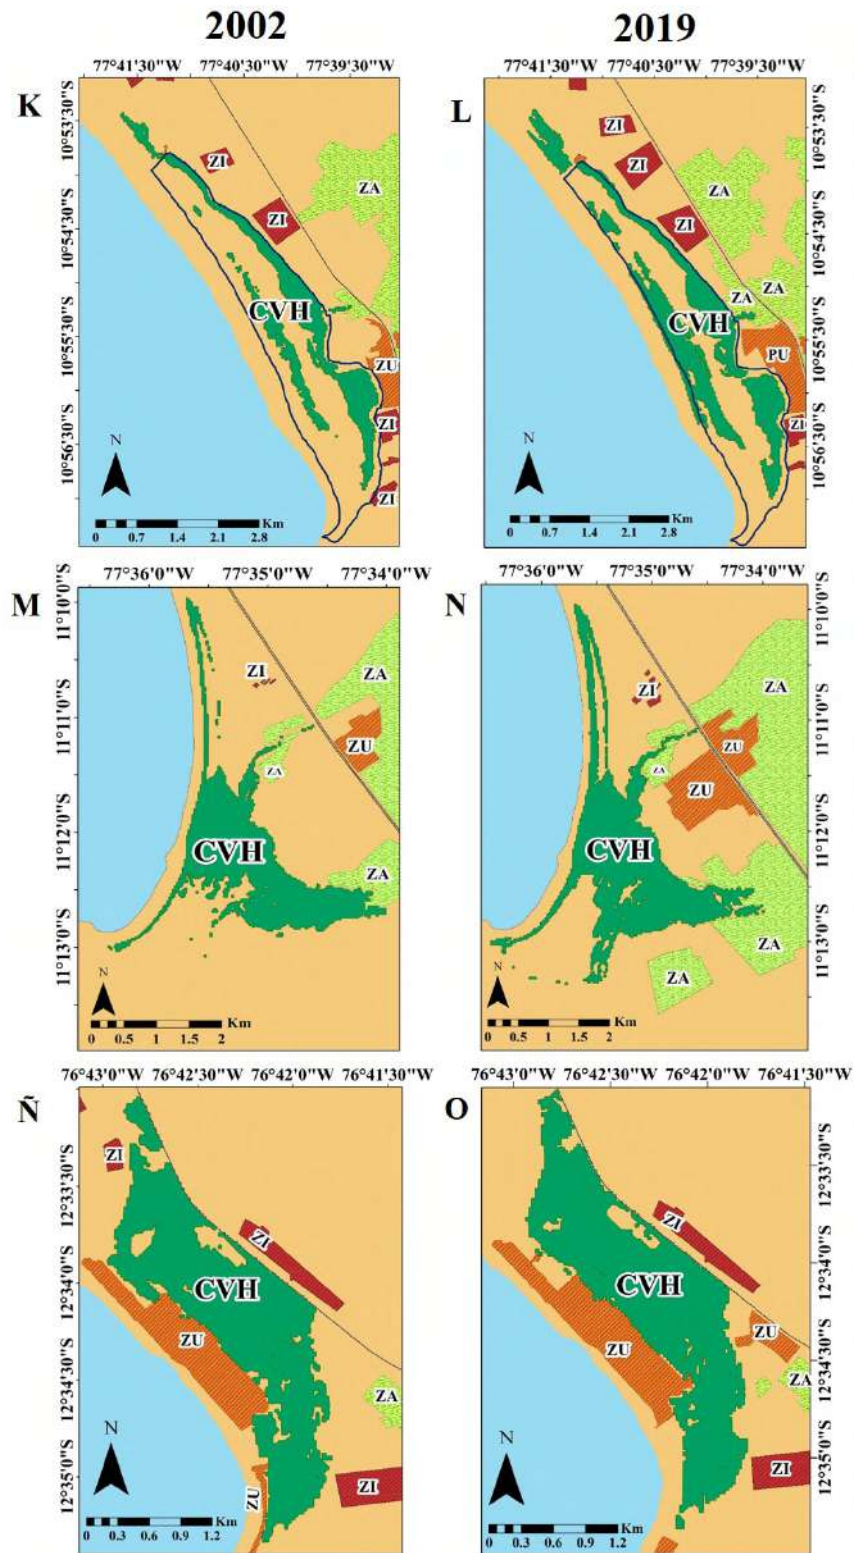 2002
2019
K
77°41'30"W 77°40'30"W 77°39'30"W
10°53'30"S
10°54'30"S
10°55'30"S
10°56'30"S
ZI
ZA
ZI
CVH
ZU
ZI
ZI
N
0 0.7 1.4 2.1 2.8 Km
L
77°41'30"W 77°40'30"W 77°39'30"W
10°53'30"S
10°54'30"S
10°55'30"S
10°56'30"S
ZI
ZI
ZA
ZI
ZA
ZA
CVH
PU
ZI
N
0 0.7 1.4 2.1 2.8 Km
M
77°36'0"W 77°35'0"W 77°34'0"W
11°10'0"S
11°11'0"S
11°12'0"S
11°13'0"S
ZI
ZA
ZU
ZA
CVH
ZA
N
0 0.5 1 1.5 2 Km
N
77°36'0"W 77°35'0"W 77°34'0"W
11°10'0"S
11°11'0"S
11°12'0"S
11°13'0"S
ZI
ZA
ZU
ZA
ZU
CVH
ZA
ZA
N
0 0.5 1 1.5 2 Km
Ñ
76°43'0"W 76°42'30"W 76°42'0"W 76°41'30"W
12°33'30"S
12°34'0"S
12°34'30"S
12°35'0"S
ZI
ZI
CVH
ZU
ZA
ZI
ZU
N
0 0.3 0.6 0.9 1.2 Km
O
76°43'0"W 76°42'30"W 76°42'0"W 76°41'30"W
12°33'30"S
12°34'0"S
12°34'30"S
12°35'0"S
ZI
CVH
ZU
ZU
ZA
ZI
N
0 0.3 0.6 0.9 1.2 Km